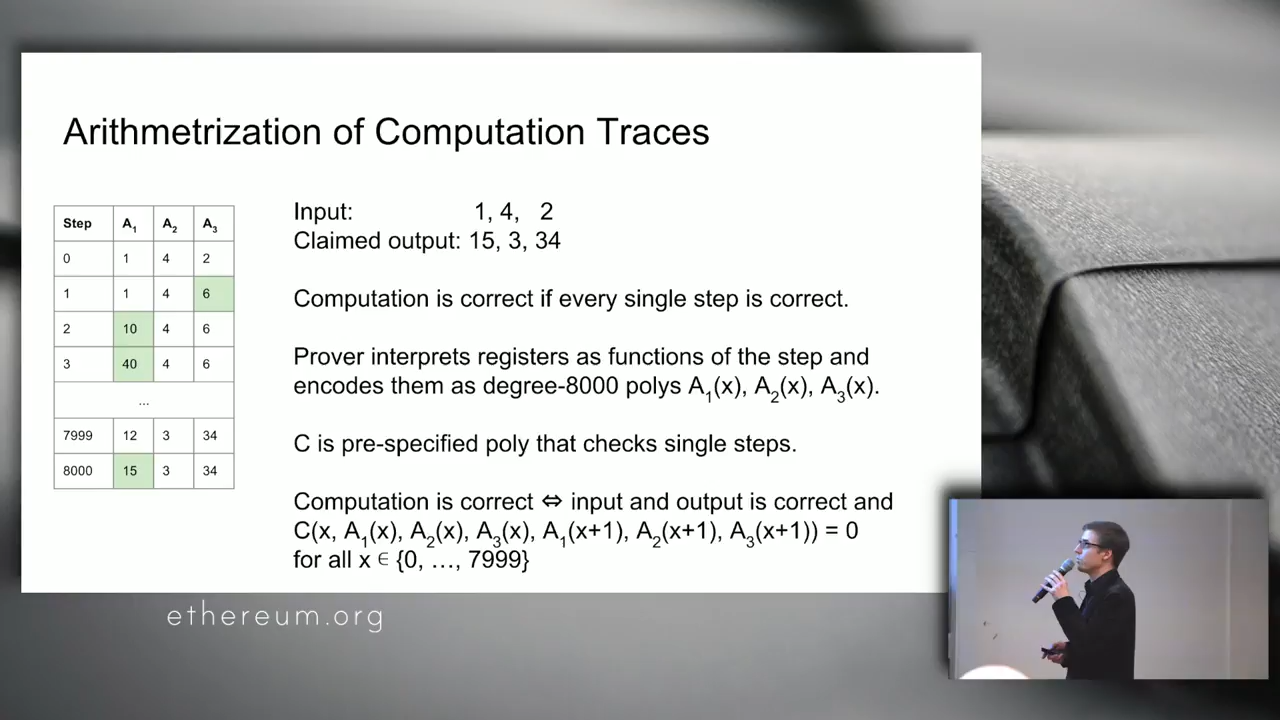 Arithmetrization of Computation Traces
Step A₁ A₂ A₃
0 1 4 2
1 1 4 6
2 10 4 6
3 40 4 6
...
7999 12 3 34
8000 15 3 34
Input: 1, 4, 2
Claimed output: 15, 3, 34
Computation is correct if every single step is correct.
Prover interprets registers as functions of the step and
encodes them as degree-8000 polys A₁(x), A₂(x), A₃(x).
C is pre-specified poly that checks single steps.
Computation is correct ⇔ input and output is correct and
C(x, A₁(x), A₂(x), A₃(x), A₁(x+1), A₂(x+1), A₃(x+1)) = 0
for all x ∈ {0, …, 7999}
ethereum.org